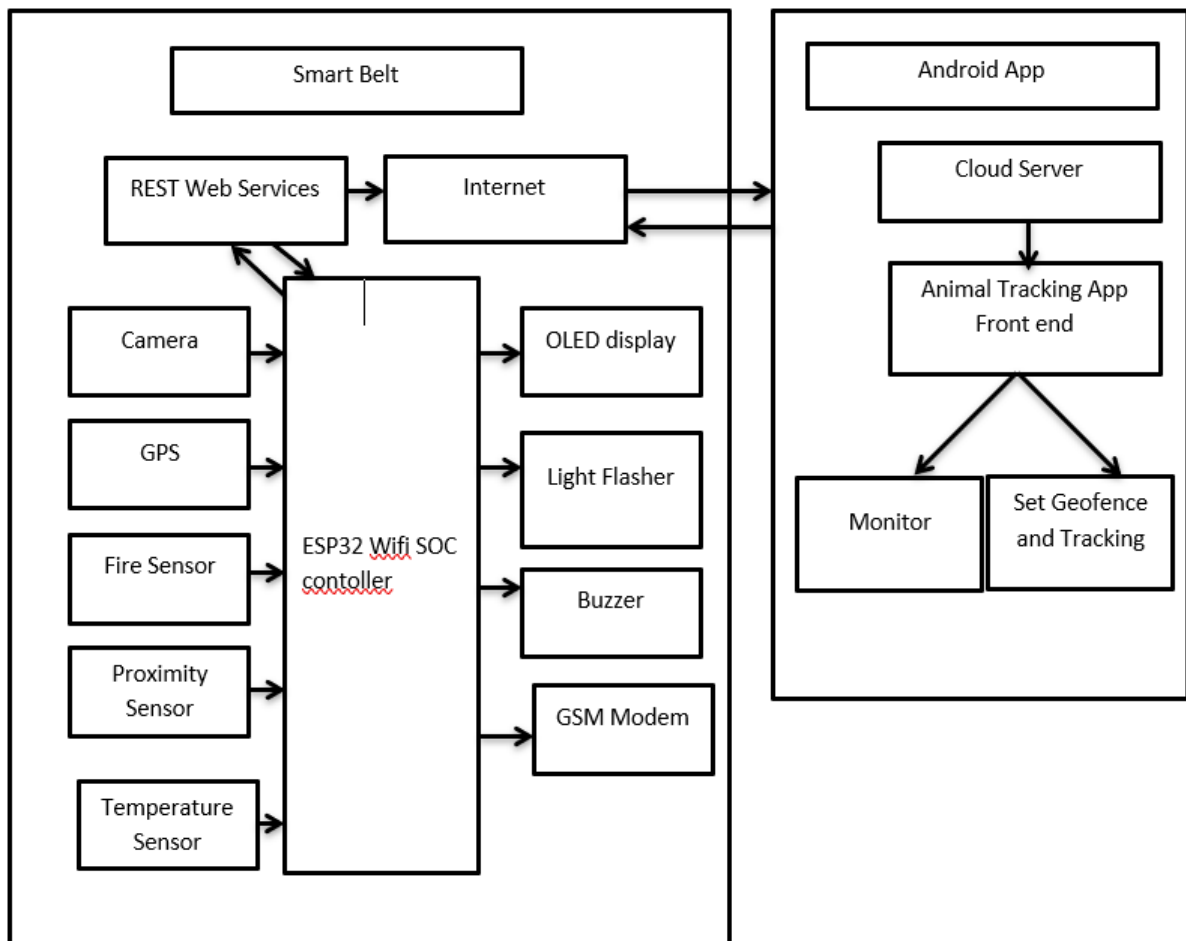 Smart Belt
Android App
REST Web Services
Internet
Cloud Server
Animal Tracking App
Front end
Camera
OLED display
GPS
Light Flasher
Monitor
Set Geofence
and Tracking
ESP32 Wifi SOC
contoller
Fire Sensor
Buzzer
Proximity
Sensor
GSM Modem
Temperature
Sensor